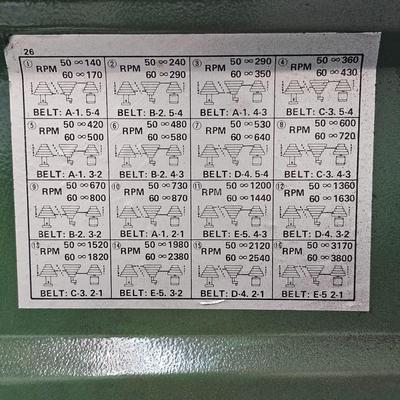 26
① RPM 50∞140 ② RPM 50∞240 ③ RPM 50∞290 ④ RPM 50∞360
60∞170 60∞290 60∞350 60∞430
BELT: A-1. 5-4 BELT: B-2. 5-4 BELT: A-1. 4-3 BELT: C-3. 5-4
⑤ RPM 50∞420 ⑥ RPM 50∞480 ⑦ RPM 50∞530 ⑧ RPM 50∞600
60∞500 60∞580 60∞640 60∞720
BELT: A-1. 3-2 BELT: B-2. 4-3 BELT: D-4. 5-4 BELT: C-3. 4-3
⑨ RPM 50∞670 ⑩ RPM 50∞730 ⑪ RPM 50∞1200 ⑫ RPM 50∞1360
60∞800 60∞870 60∞1440 60∞1630
BELT: B-2. 3-2 BELT: A-1. 2-1 BELT: E-5. 4-3 BELT: D-4. 3-2
⑬ RPM 50∞1520 ⑭ RPM 50∞1980 ⑮ RPM 50∞2120 ⑯ RPM 50∞3170
60∞1820 60∞2380 60∞2540 60∞3800
BELT: C-3. 2-1 BELT: E-5. 3-2 BELT: D-4. 2-1 BELT: E-5 2-1